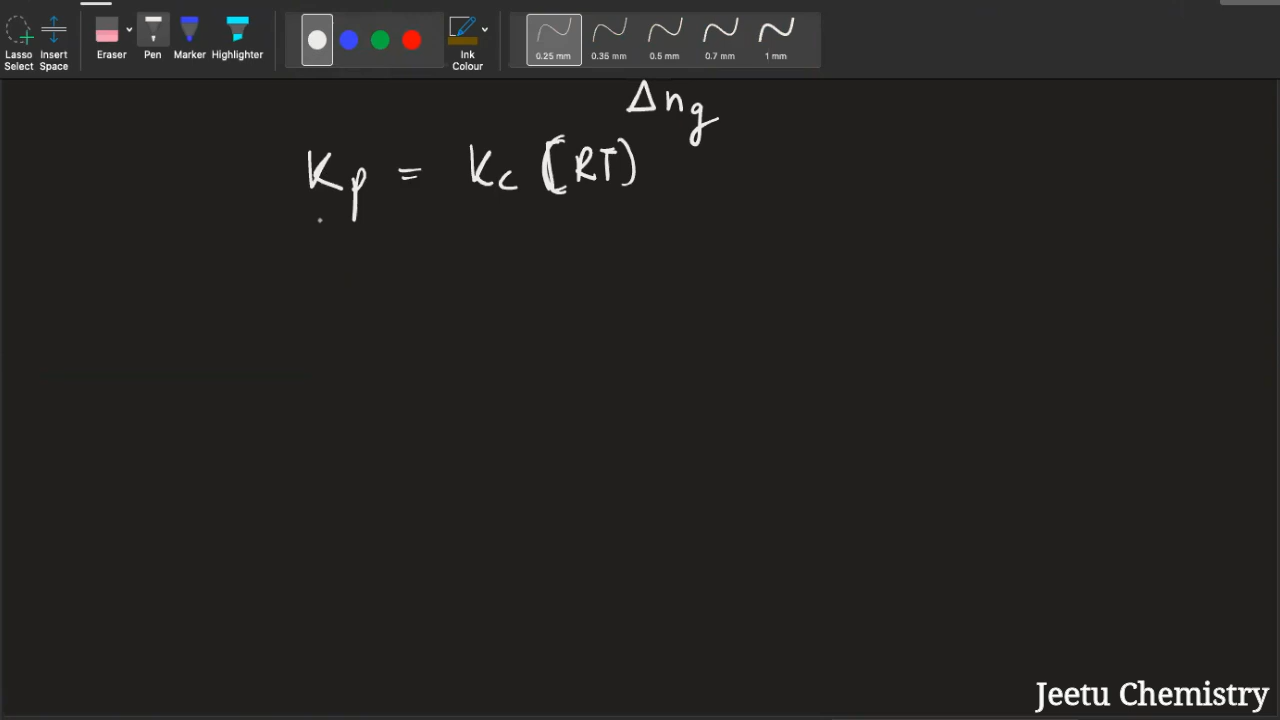 Lasso Select
Insert Space
Eraser
Pen
Marker
Highlighter
Ink Colour
0.25 mm
0.35 mm
0.5 mm
0.7 mm
1 mm
Kp = Kc (RT)^Δng
Jeetu Chemistry